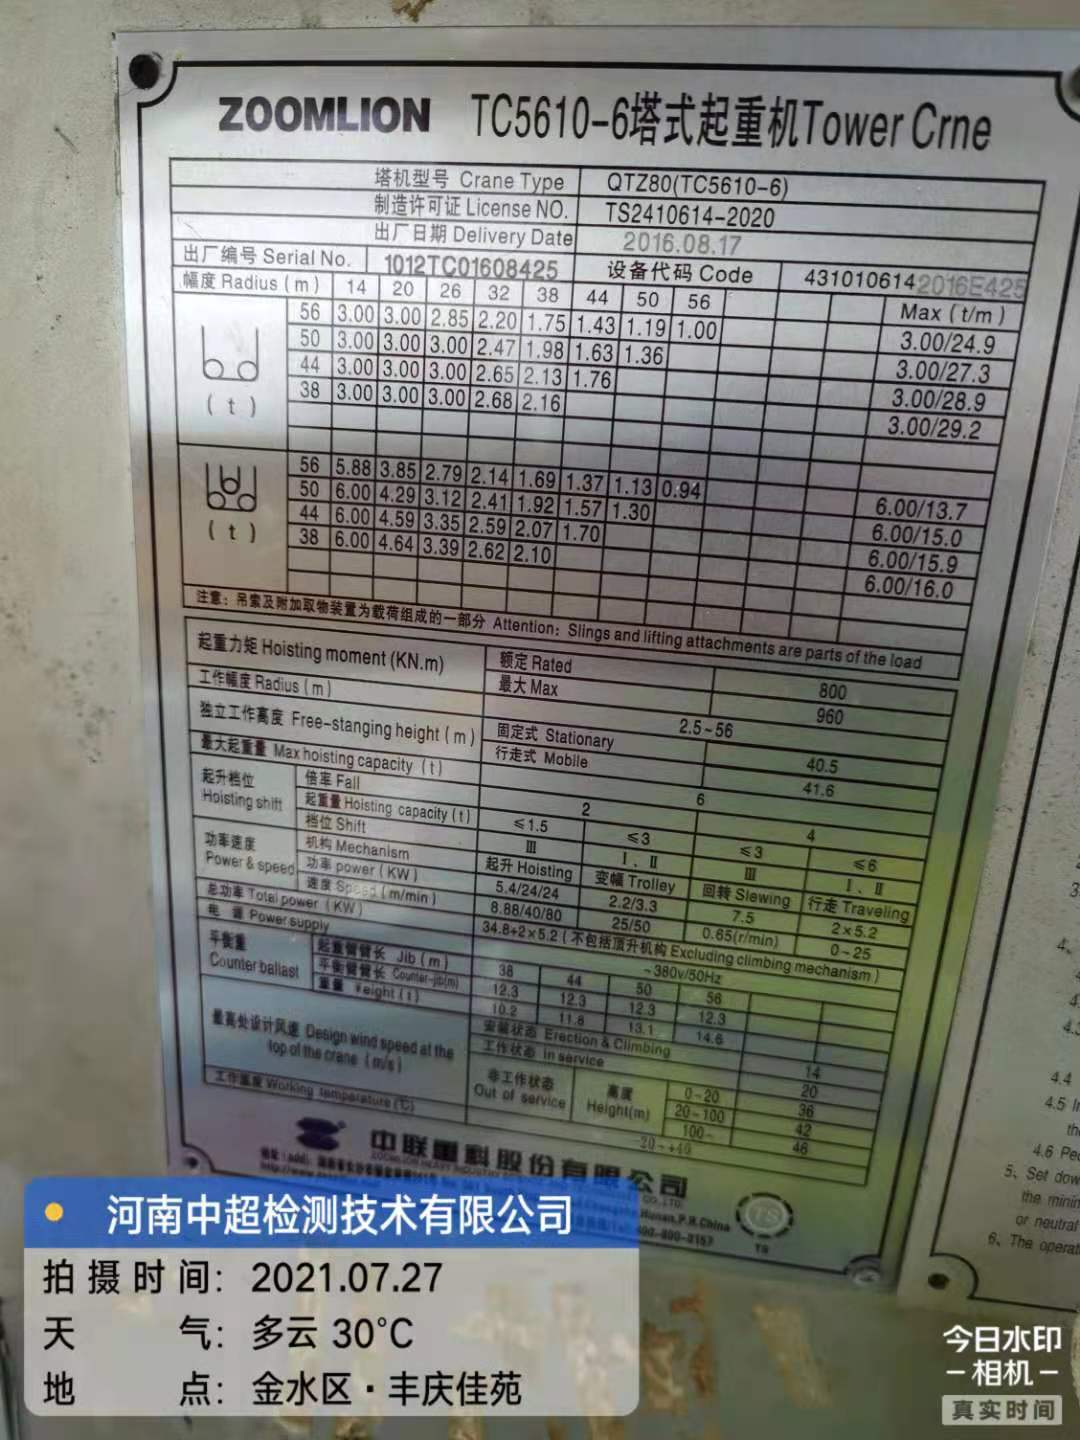 ZOOMLION TC5610-6塔式起重机Tower Crne
塔机型号 Crane Type QTZ80(TC5610-6)
制造许可证 License NO. TS2410614-2020
出厂日期 Delivery Date 2016.08.17
出厂编号 Serial No. 1012TC01608425 设备代码 Code 4310106142016E425
幅度 Radius (m) 14 20 26 32 38 44 50 56 Max (t/m)
56 3.00 3.00 2.85 2.20 1.75 1.43 1.19 1.00 3.00/24.9
50 3.00 3.00 3.00 2.47 1.98 1.63 1.36 3.00/27.3
44 3.00 3.00 3.00 2.65 2.13 1.76 3.00/28.9
38 3.00 3.00 3.00 2.68 2.16 3.00/29.2
(t)
56 5.88 3.85 2.79 2.14 1.69 1.37 1.13 0.94 6.00/13.7
50 6.00 4.29 3.12 2.41 1.92 1.57 1.30 6.00/15.0
44 6.00 4.59 3.35 2.59 2.07 1.70 6.00/15.9
38 6.00 4.64 3.39 2.62 2.10 6.00/16.0
(t)
注意：吊索及附加取物装置为载荷组成的一部分 Attention: Slings and lifting attachments are parts of the load
起重力矩 Hoisting moment (KN.m) 额定 Rated 800
最大 Max 960
工作幅度 Radius (m) 2.5~56
独立工作高度 Free-stanging height (m) 固定式 Stationary 40.5
行走式 Mobile 41.6
最大起重量 Max hoisting capacity (t) 6
起升档位 Hoisting shift 倍率 Fall 2 4
起重量 Hoisting capacity (t) ≤1.5 ≤3 ≤3 ≤6
档位 Shift III I、II III I、II
功率速度 Power & speed 机构 Mechanism 起升 Hoisting 变幅 Trolley 回转 Slewing 行走 Traveling
功率 power (KW) 5.4/24/24 2.2/3.3 7.5 2×5.2
速度 Speed (m/min) 8.88/40/80 25/50 0.65(r/min) 0~25
总功率 Total power (KW) 34.8+2×5.2 (不包括顶升机构 Excluding climbing mechanism)
电 源 Power supply ~380v/50Hz
平衡重 Counter ballast 起重臂臂长 Jib (m) 38 44 50 56
平衡臂臂长 Counter-jib(m) 12.3 12.3 12.3 12.3
重量 Weight (t) 10.2 11.8 13.1 14.6
最高处设计风速 Design wind speed at the top of the crane (m/s) 安装状态 Erection & Climbing 14
工作状态 In service 20
非工作状态 Out of service 高度 Height(m) 0~20 36
20~100 42
100~ 46
工作温度 Working temperature (℃) -20~+40
中联重科股份有限公司
TS
4.4
4.5
4.6
5、Set dow
or neutral
6、The operat
河南中超检测技术有限公司
拍摄时间：2021.07.27
天 气：多云 30℃
地 点：金水区·丰庆佳苑
今日水印
-相机-
真实时间